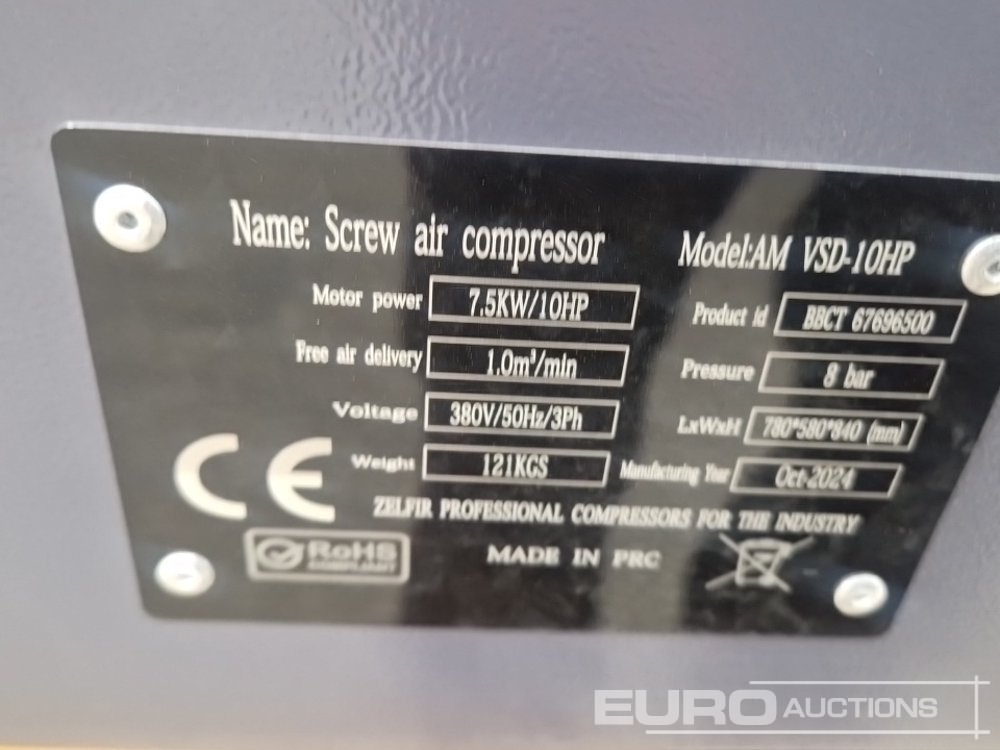 Name: Screw air compressor
Model:AM VSD-10HP
Motor power 7.5KW/10HP
Product id BBCT 67696500
Free air delivery 1.0m³/min
Pressure 8 bar
Voltage 380V/50Hz/3Ph
LxWxH 780*580*840 (mm)
Weight 121KGS
Manufacturing Year Oct-2024
CE
ZELFIR PROFESSIONAL COMPRESSORS FOR THE INDUSTRY
RoHS
COMPLIANT
MADE IN PRC
EURO AUCTIONS